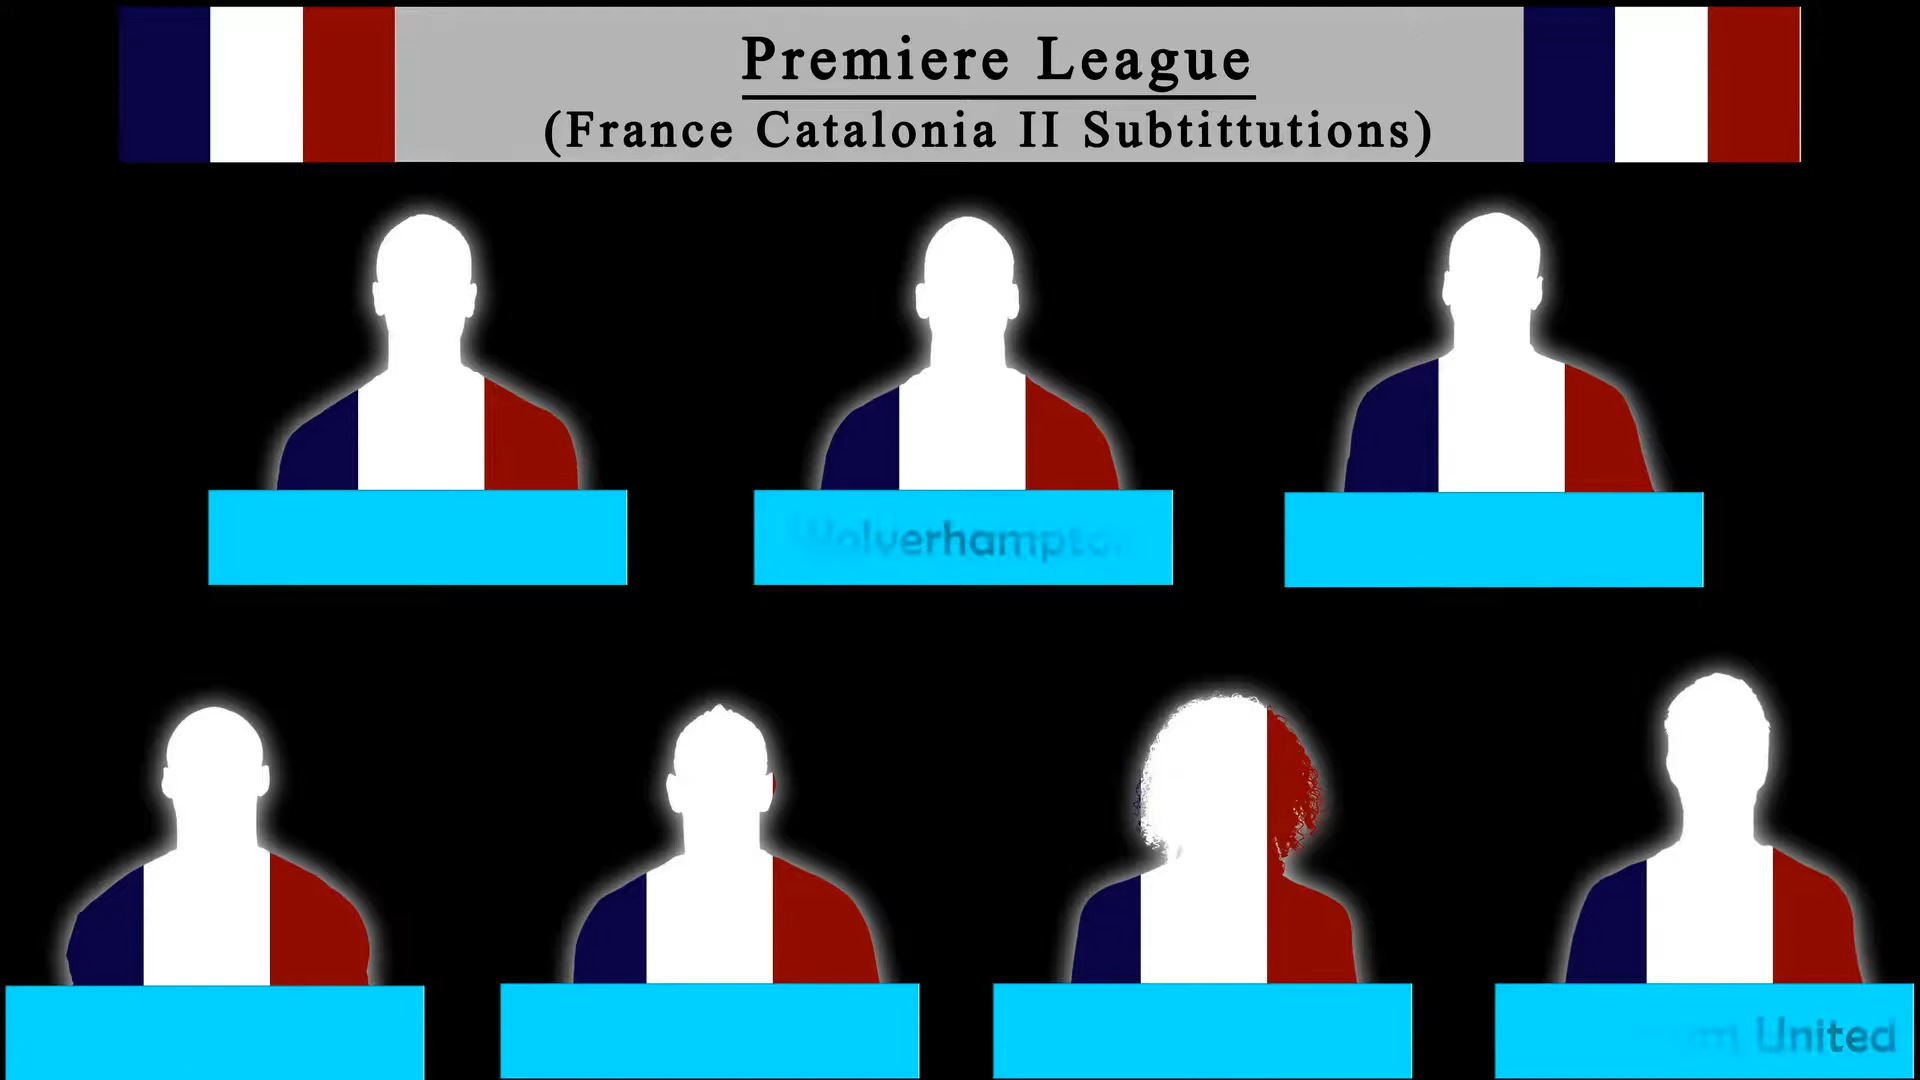 Premiere League
(France Catalonia II Subtittutions)
Wolverhampton
United